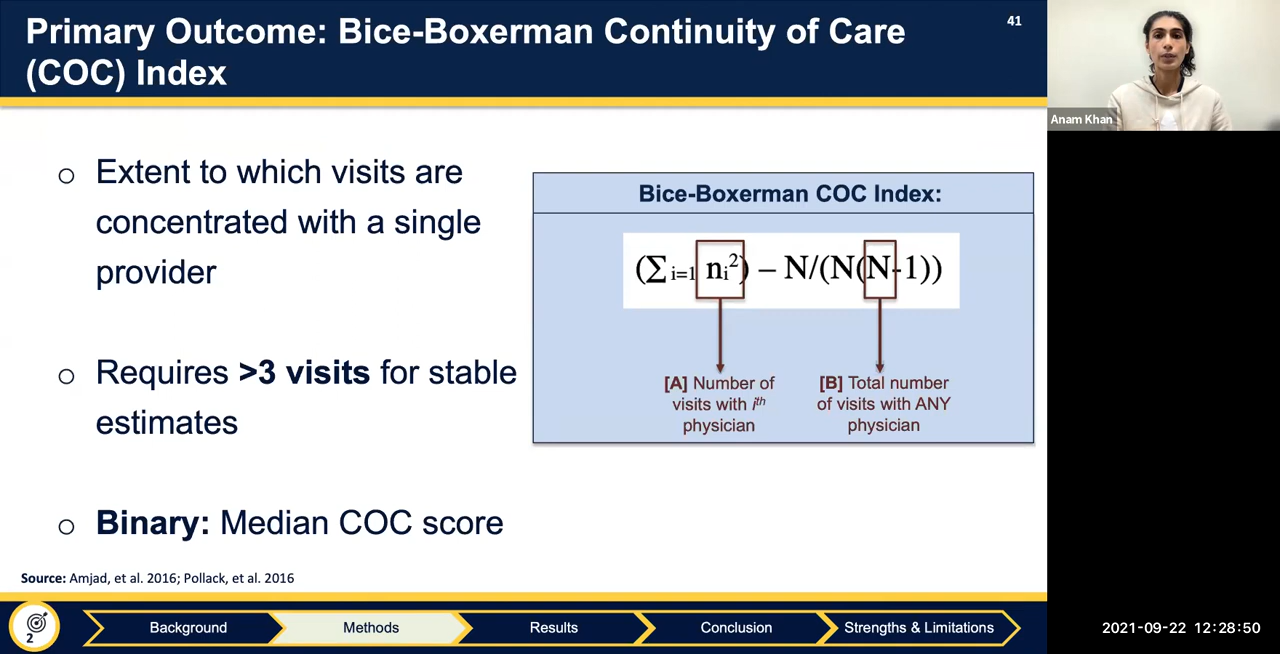 Primary Outcome: Bice-Boxerman Continuity of Care
(COC) Index
41
Anam Khan
o Extent to which visits are
concentrated with a single
provider
o Requires >3 visits for stable
estimates
o Binary: Median COC score
Bice-Boxerman COC Index:
(∑ i=1 nᵢ²) – N/(N(N-1))
[A] Number of
visits with ith
physician
[B] Total number
of visits with ANY
physician
Source: Amjad, et al. 2016; Pollack, et al. 2016
2
Background
Methods
Results
Conclusion
Strengths & Limitations
2021-09-22 12:28:50